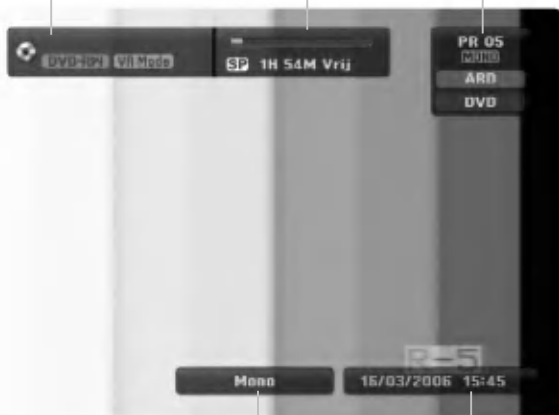 DVD-RW VR Mode
SP 1H 54M Vrij
PR 05
MONO
ARD
DVD
R-5
Mono
16/03/2006 15:45